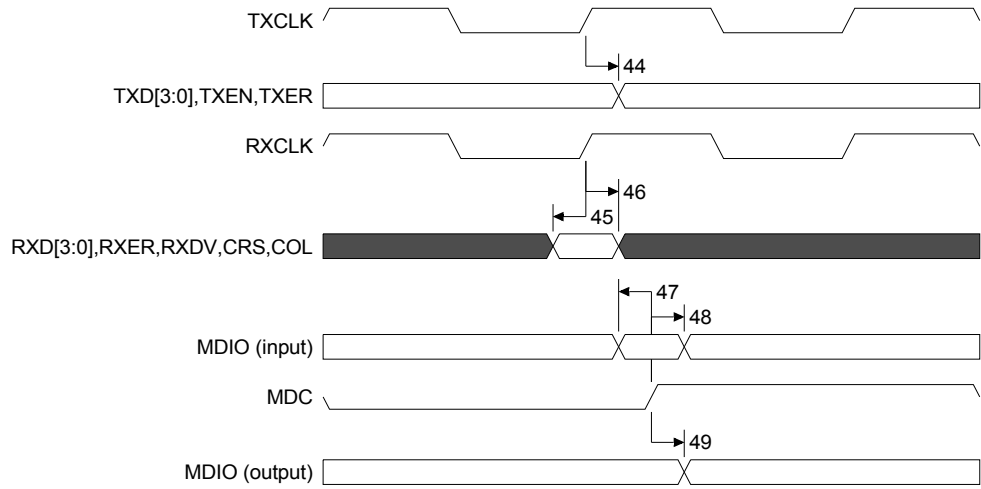 TXCLK
44
TXD[3:0],TXEN,TXER
RXCLK
46
45
RXD[3:0],RXER,RXDV,CRS,COL
47
48
MDIO (input)
MDC
49
MDIO (output)